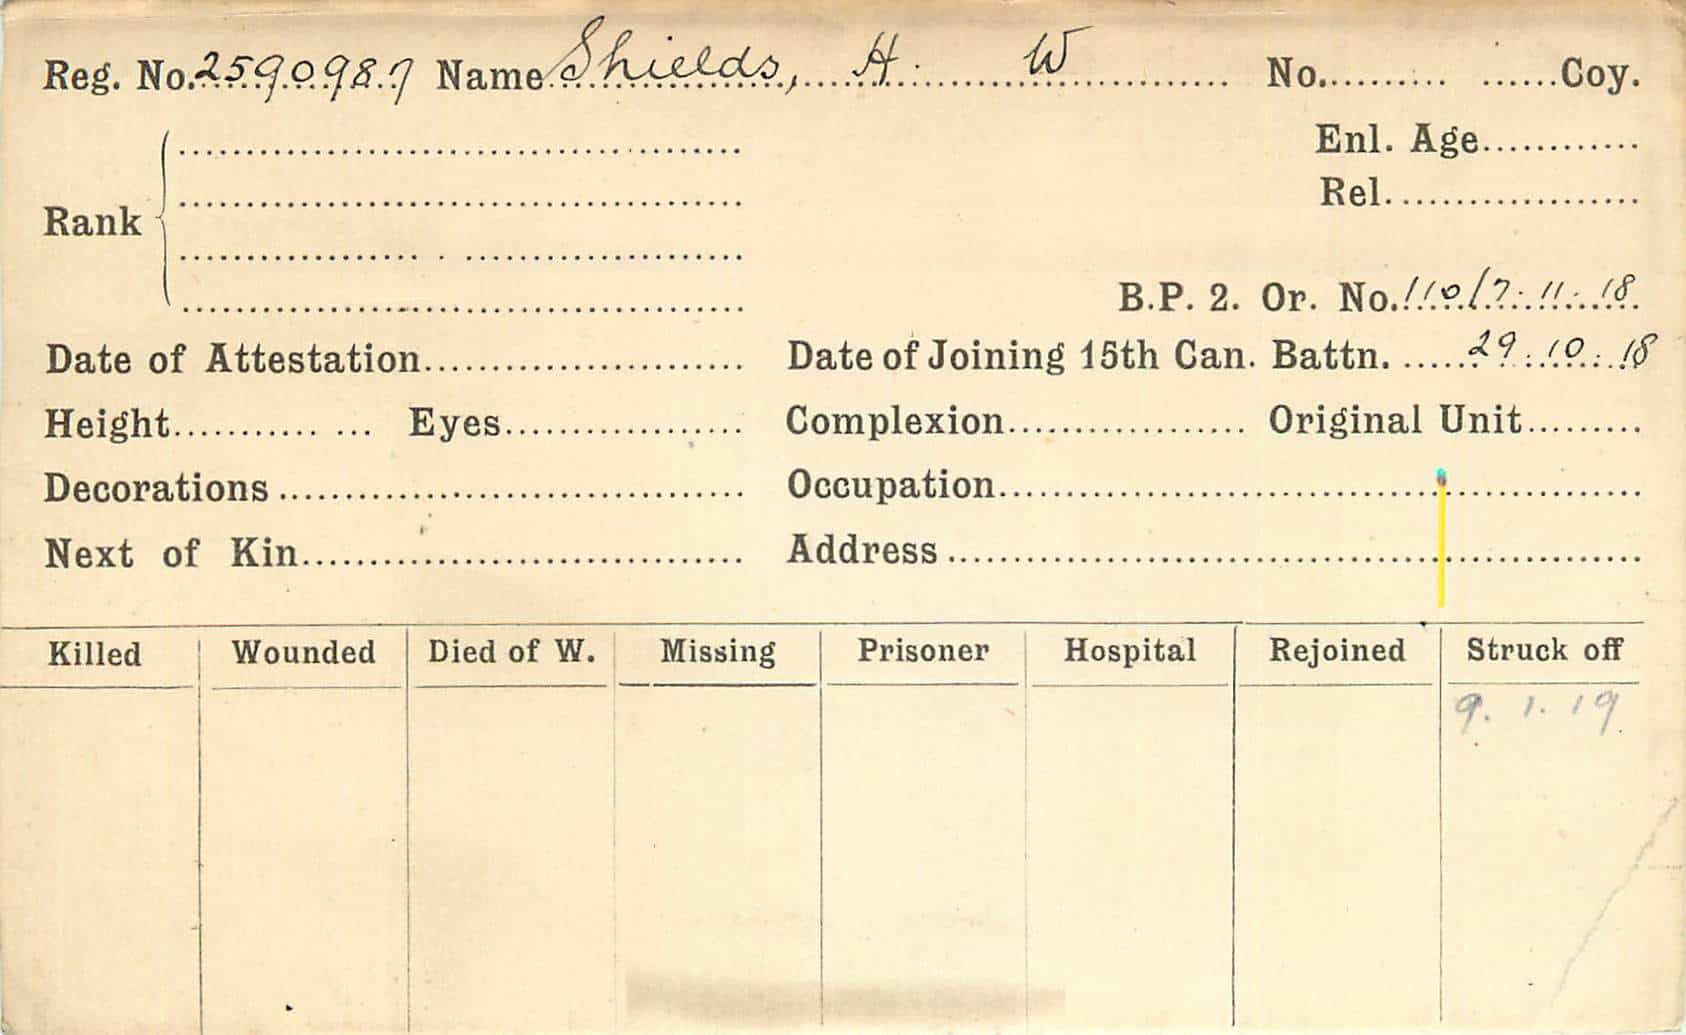 Reg. No. 2590987 Name Shields, H. W No. Coy.
Enl. Age
Rel.
Rank
B.P. 2. Or. No. 110/7.11.18
Date of Attestation Date of Joining 15th Can. Battn. 29.10.18
Height Eyes Complexion Original Unit
Decorations Occupation
Next of Kin Address
Killed Wounded Died of W. Missing Prisoner Hospital Rejoined Struck off
9.1.19